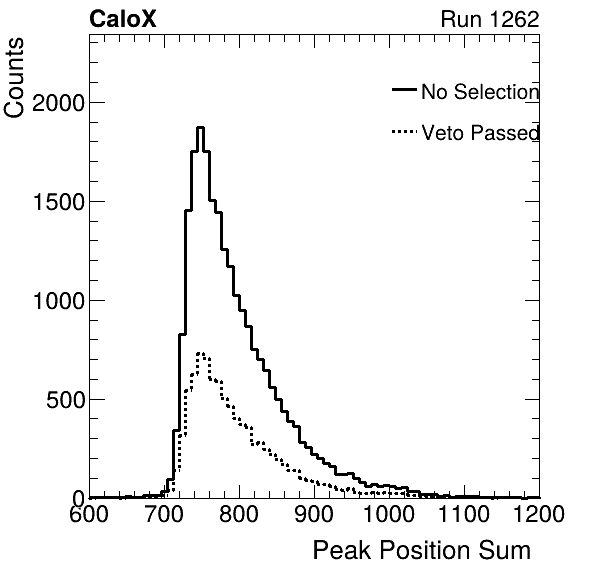 CaloX Run 1262
Counts
No Selection
Veto Passed
2000
1500
1000
500
0
600 700 800 900 1000 1100 1200
Peak Position Sum